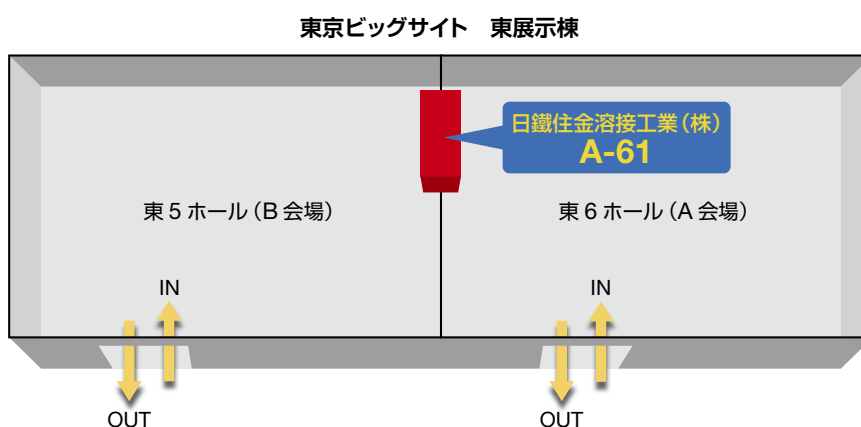 東京ビッグサイト 東展示棟
日鐵住金溶接工業(株)
A-61
東5ホール(B会場)
東6ホール(A会場)
IN
IN
OUT
OUT